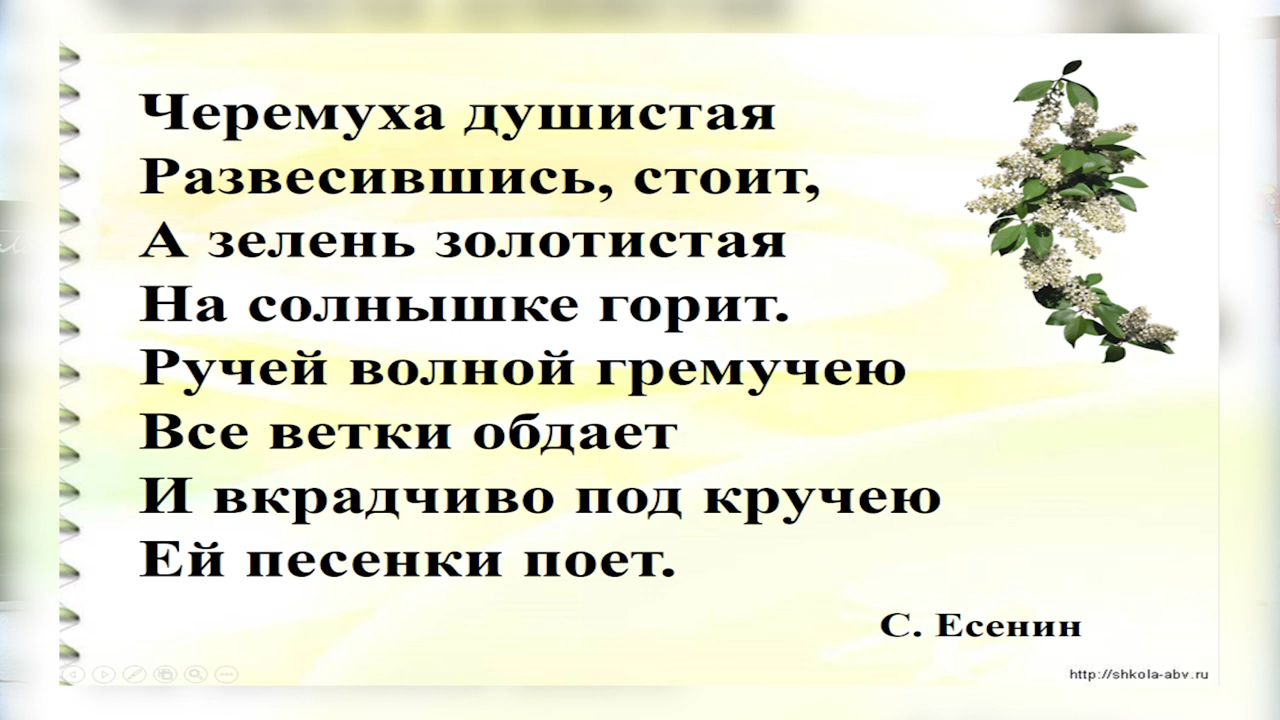 Черемуха душистая
Развесившись, стоит,
А зелень золотистая
На солнышке горит.
Ручей волной гремучею
Все ветки обдает
И вкрадчиво под кручею
Ей песенки поет.
С. Есенин
http://shkola-abv.ru